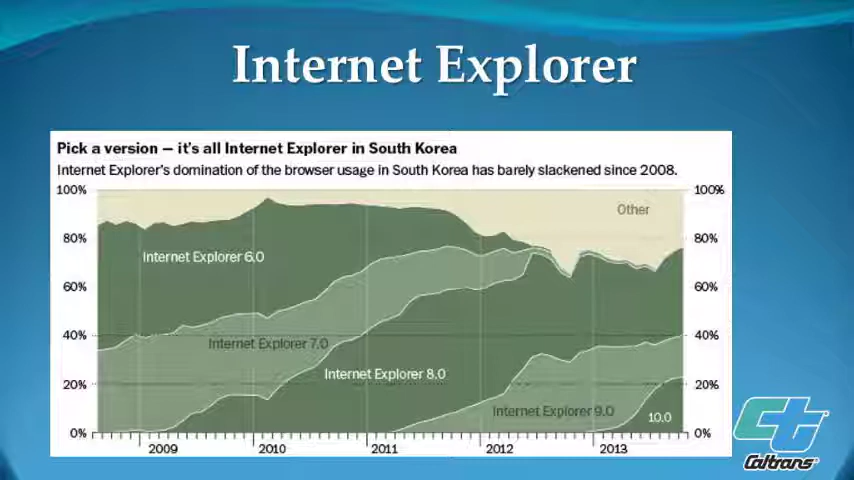 Internet Explorer
Pick a version — it's all Internet Explorer in South Korea
Internet Explorer's domination of the browser usage in South Korea has barely slackened since 2008.
100% 100%
Other
80% 80%
Internet Explorer 6.0
60% 60%
40% 40%
Internet Explorer 7.0
Internet Explorer 8.0
20% 20%
Internet Explorer 9.0
10.0
0% 0%
2009 2010 2011 2012 2013
ct
Caltrans